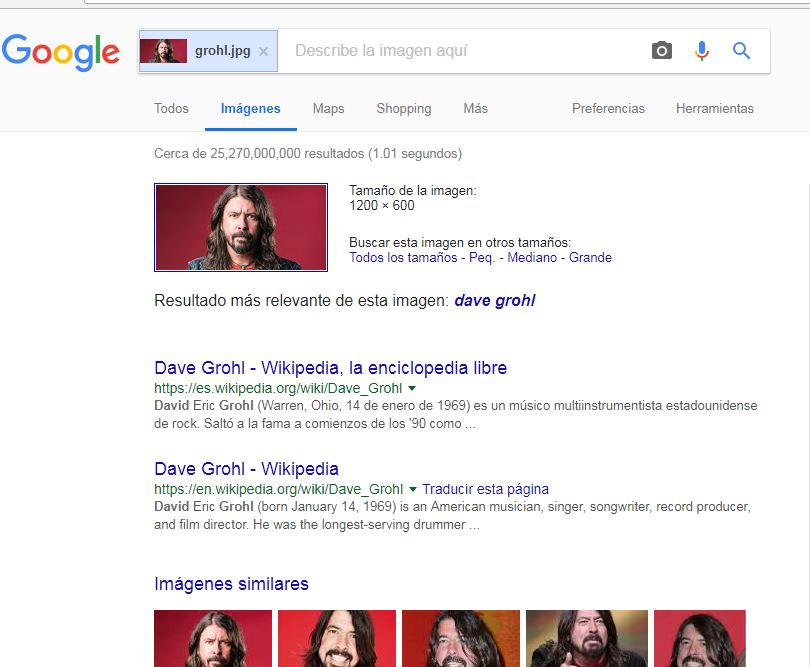 Google
grohl.jpg ×
Describe la imagen aquí
Todos Imágenes Maps Shopping Más Preferencias Herramientas
Cerca de 25,270,000,000 resultados (1.01 segundos)
Tamaño de la imagen:
1200 × 600
Buscar esta imagen en otros tamaños:
Todos los tamaños - Peq. - Mediano - Grande
Resultado más relevante de esta imagen: dave grohl
Dave Grohl - Wikipedia, la enciclopedia libre
https://es.wikipedia.org/wiki/Dave_Grohl
David Eric Grohl (Warren, Ohio, 14 de enero de 1969) es un músico multiinstrumentista estadounidense
de rock. Saltó a la fama a comienzos de los '90 como ...
Dave Grohl - Wikipedia
https://en.wikipedia.org/wiki/Dave_Grohl Traducir esta página
David Eric Grohl (born January 14, 1969) is an American musician, singer, songwriter, record producer,
and film director. He was the longest-serving drummer ...
Imágenes similares